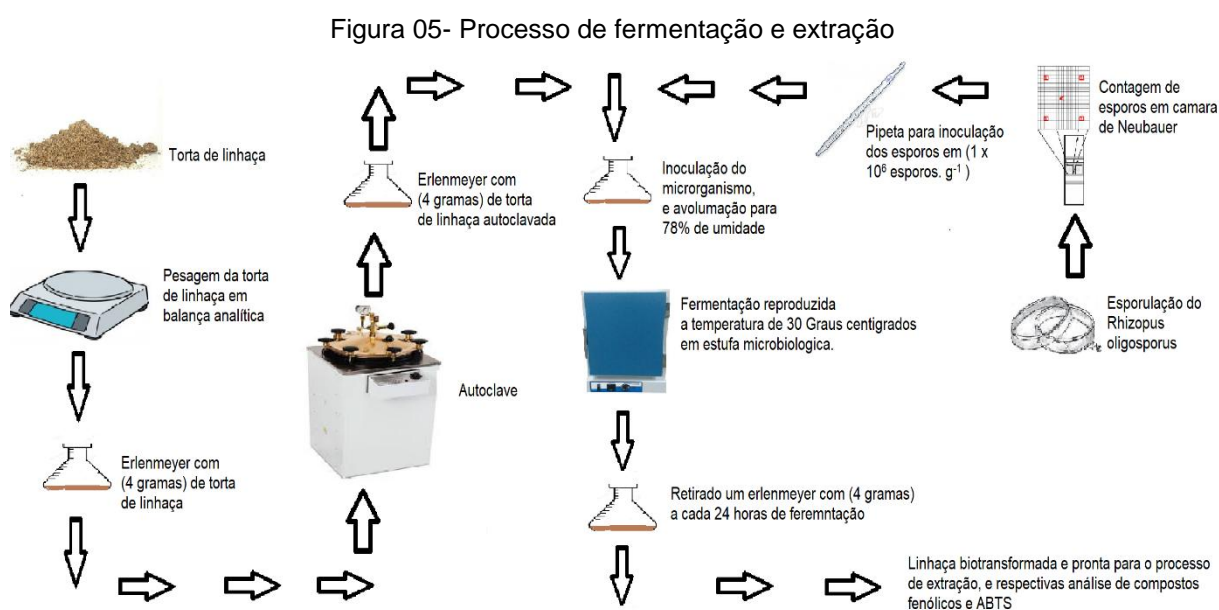 Figura 05- Processo de fermentação e extração
Torta de linhaça
Pesagem da torta
de linhaça em
balança analítica
Erlenmeyer com
(4 gramas) de torta
de linhaça
Autoclave
Erlenmeyer com
(4 gramas) de torta
de linhaça autoclavada
Inoculação do
microrganismo,
e avolumação para
78% de umidade
Pipeta para inoculação
dos esporos em (1 x
10⁶ esporos. g⁻¹ )
Contagem de
esporos em camara
de Neubauer
Esporulação do
Rhizopus
oligosporus
Fermentação reproduzida
a temperatura de 30 Graus centigrados
em estufa microbiologica.
Retirado um erlenmeyer com (4 gramas)
a cada 24 horas de feremntação
Linhaça biotransformada e pronta para o processo
de extração, e respectivas análise de compostos
fenólicos e ABTS